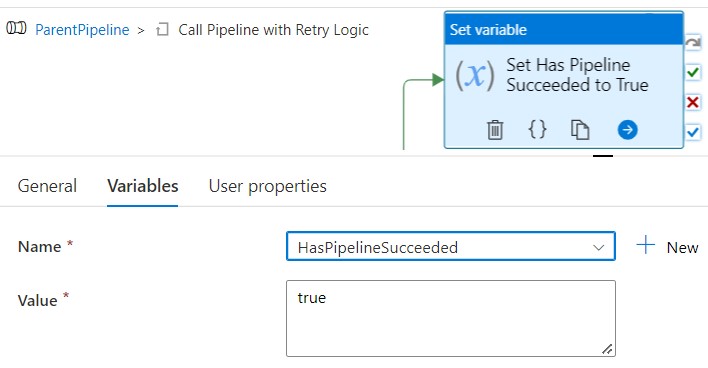 ParentPipeline > Call Pipeline with Retry Logic
Set variable
(x) Set Has Pipeline
Succeeded to True
{}
General Variables User properties
Name *
HasPipelineSucceeded
+ New
Value *
true